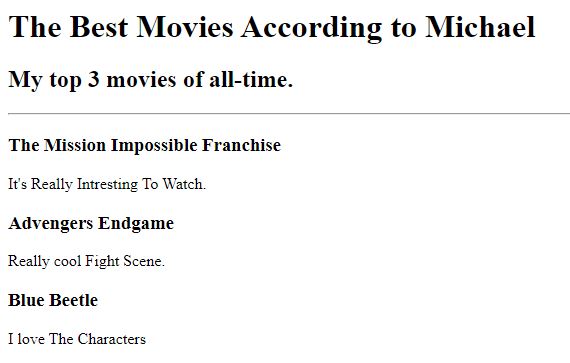 The Best Movies According to Michael
My top 3 movies of all-time.
The Mission Impossible Franchise
It's Really Intresting To Watch.
Advengers Endgame
Really cool Fight Scene.
Blue Beetle
I love The Characters